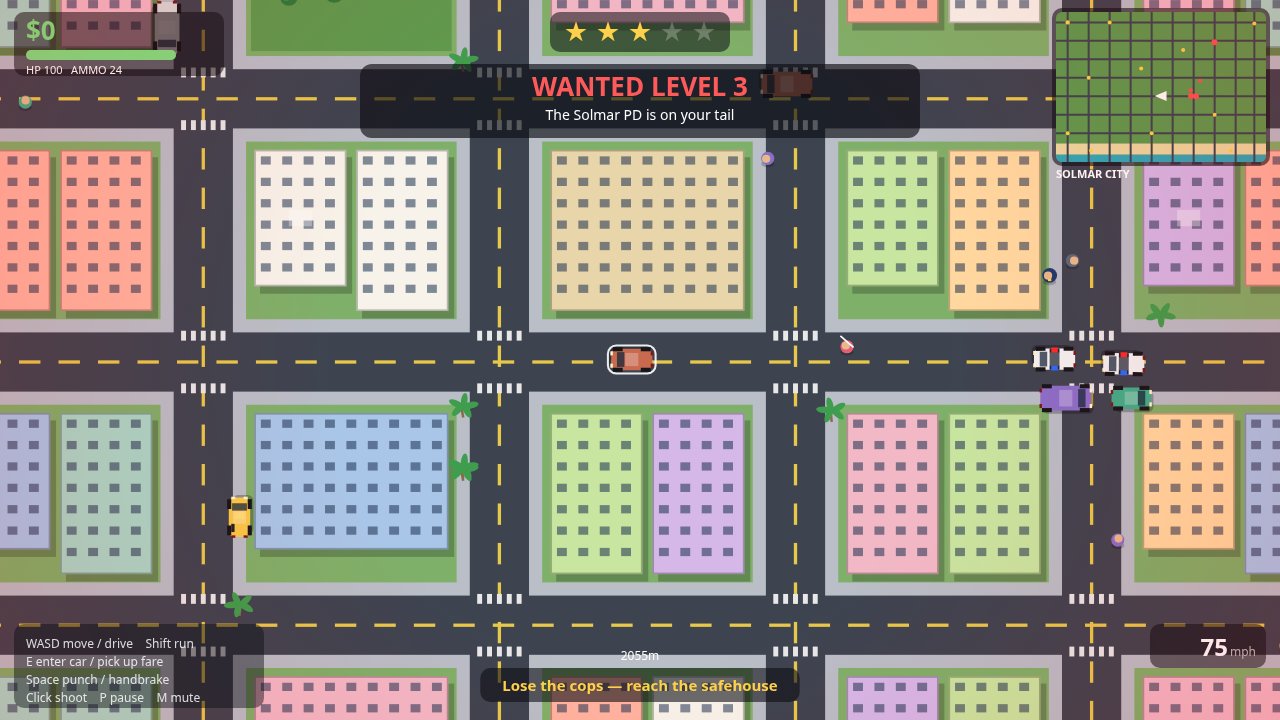 $0
HP 100 AMMO 24
WANTED LEVEL 3
The Solmar PD is on your tail
SOLMAR CITY
WASD move / drive Shift run
E enter car / pick up fare
Space punch / handbrake
Click shoot P pause M mute
2055m
Lose the cops — reach the safehouse
75 mph